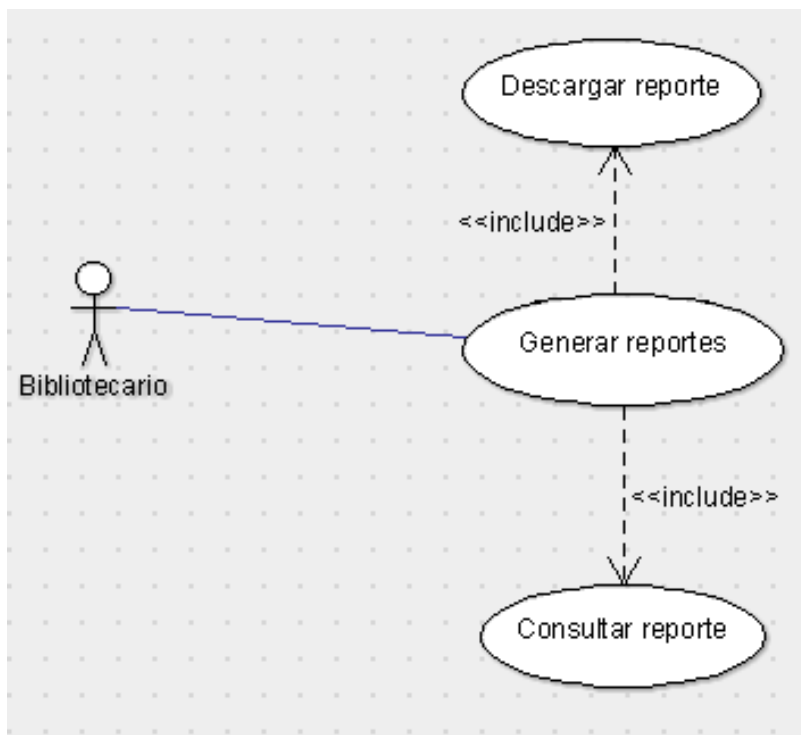 Descargar reporte
<<include>>
Generar reportes
Bibliotecario
<<include>>
Consultar reporte